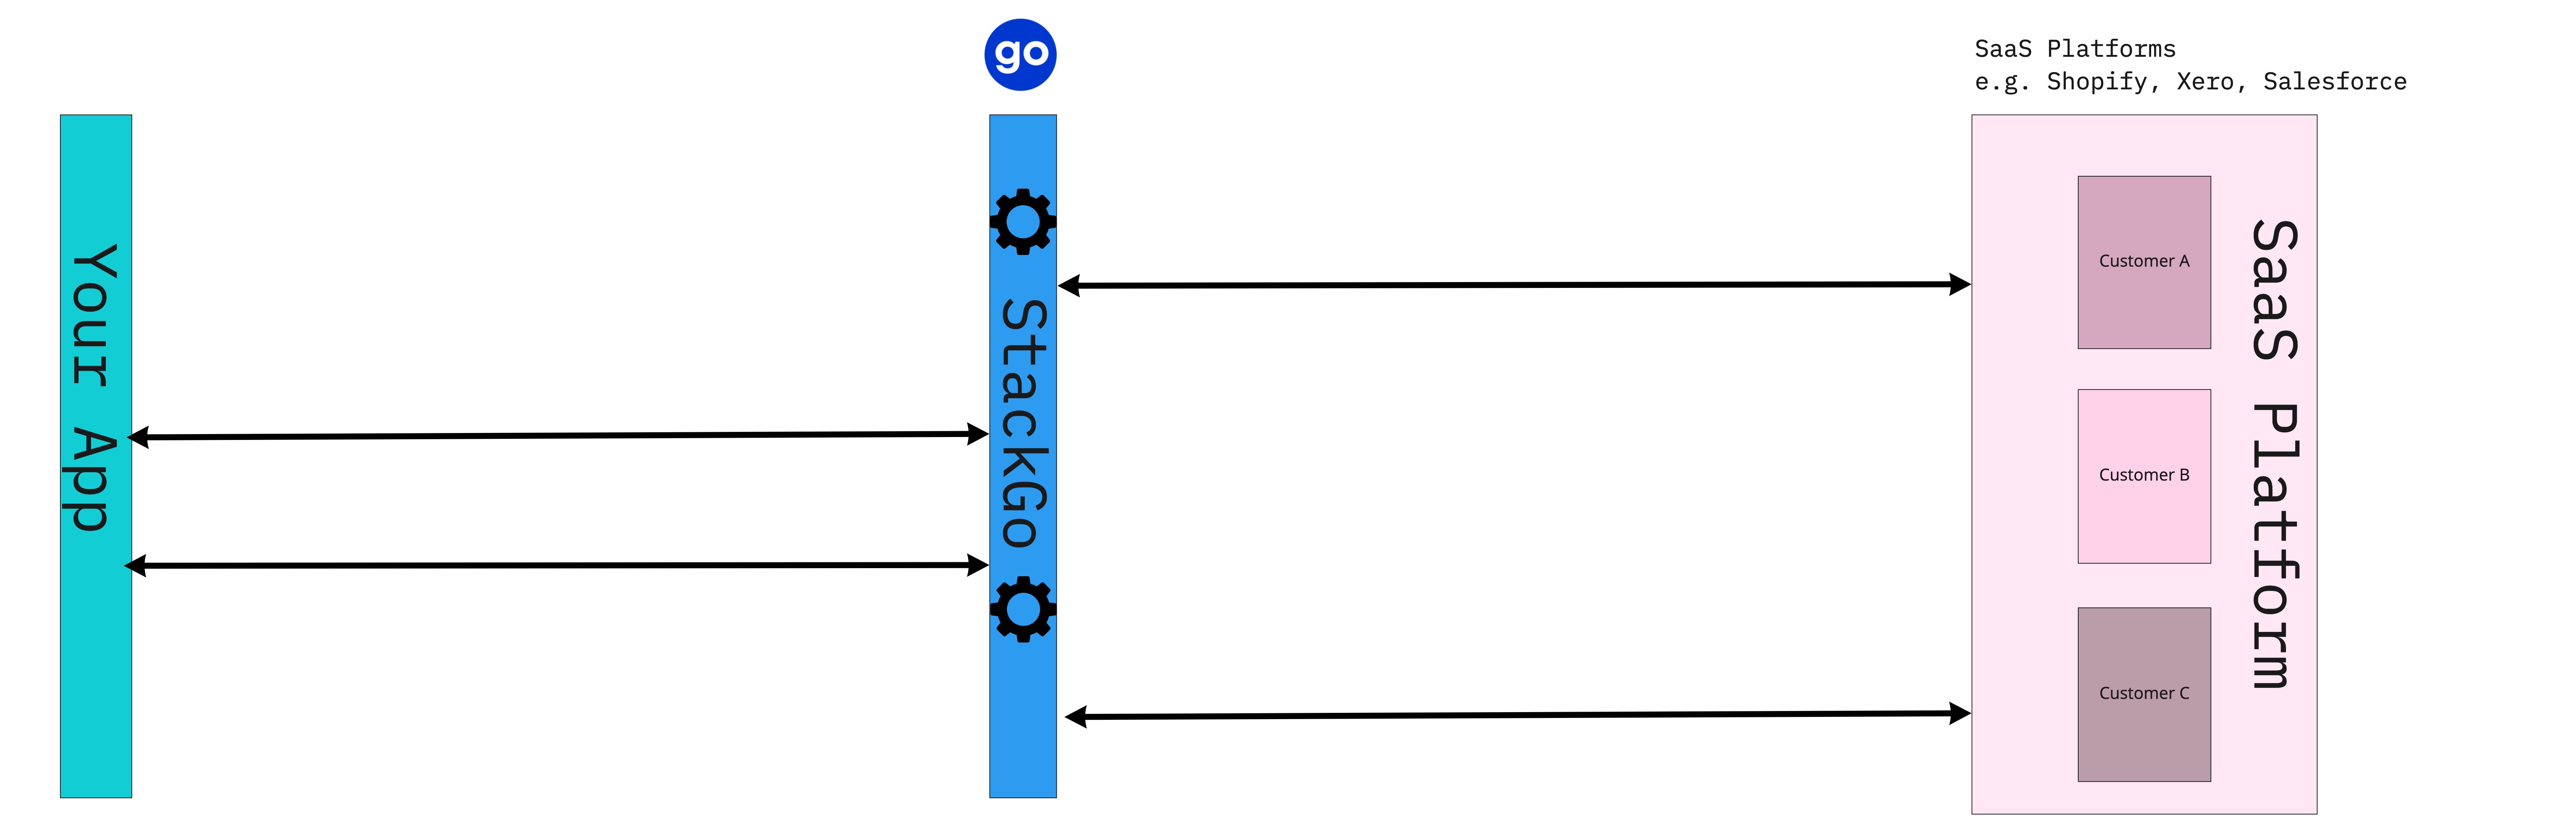 go
SaaS Platforms
e.g. Shopify, Xero, Salesforce
Your App
StackGo
Customer A
Customer B
Customer C
SaaS Platform